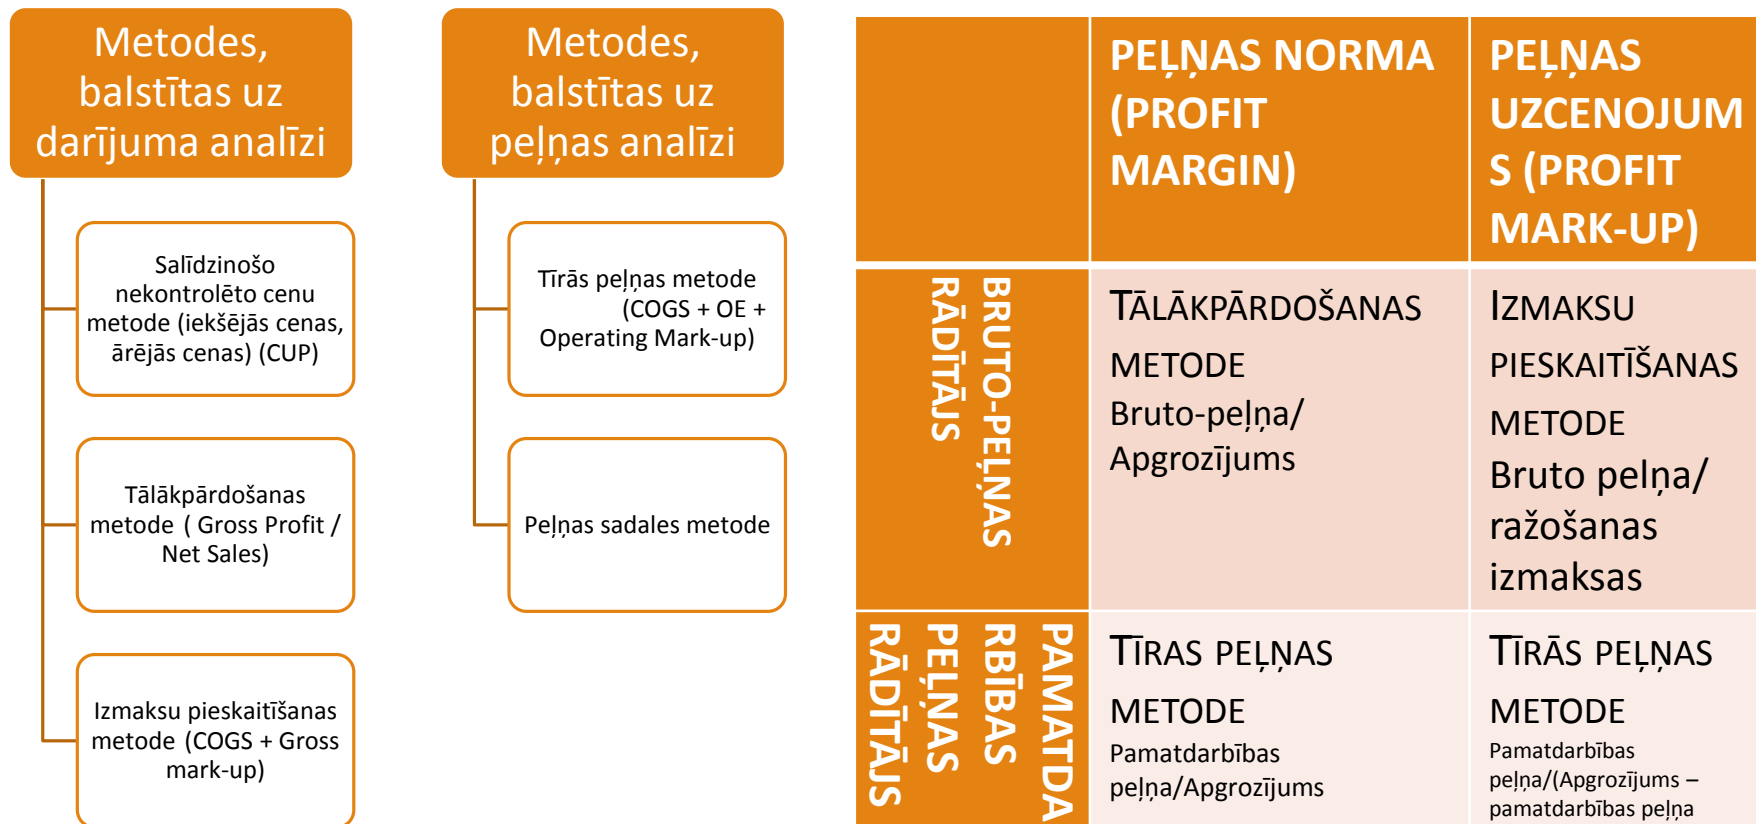 Metodes,
balstītas uz
darījuma analīzi
Salīdzinošo
nekontrolēto cenu
metode (iekšējās cenas,
ārējās cenas) (CUP)
Tālākpārdošanas
metode ( Gross Profit /
Net Sales)
Izmaksu pieskaitīšanas
metode (COGS + Gross
mark-up)
Metodes,
balstītas uz
peļņas analīzi
Tīrās peļņas metode
(COGS + OE +
Operating Mark-up)
Peļņas sadales metode
PEĻŅAS NORMA
(PROFIT
MARGIN)
PEĻŅAS
UZCENOJUM
S (PROFIT
MARK-UP)
BRUTO-PEĻŅAS
RĀDĪTĀJS
TĀLĀKPĀRDOŠANAS
METODE
Bruto-peļņa/
Apgrozījums
IZMAKSU
PIESKAITĪŠANAS
METODE
Bruto pelņa/
ražošanas
izmaksas
PAMATDA
RBĪBAS
PEĻŅAS
RĀDĪTĀJS
TĪRAS PEĻŅAS
METODE
Pamatdarbības
peļņa/Apgrozījums
TĪRĀS PEĻŅAS
METODE
Pamatdarbības
peļņa/(Apgrozījums –
pamatdarbības peļņa